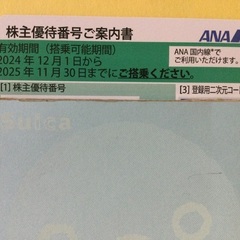 株主優待番号ご案内書
ANA
有効期間（搭乗可能期間）
2024年12月1日から
2025年11月30日までにご搭乗ください。
ANA国内線*で
ご利用いただけます。
[1] 株主優待番号
[3] 登録用二次元コー